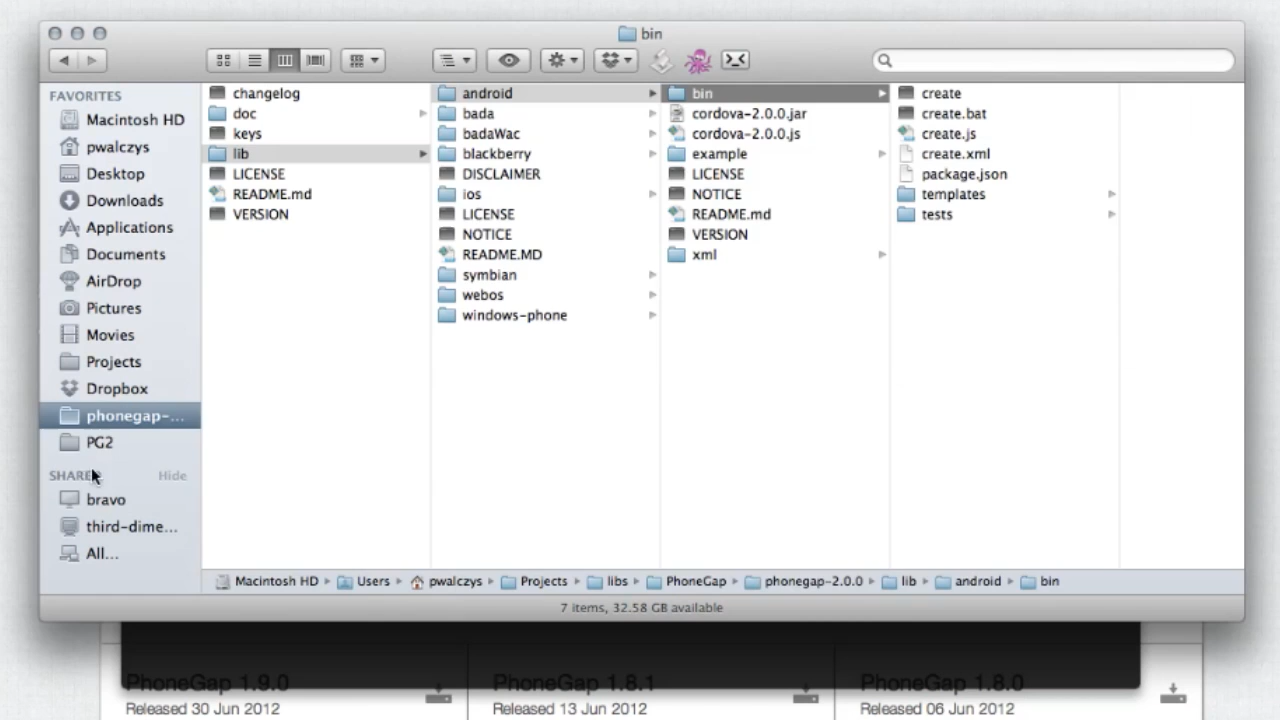 bin
FAVORITES
Macintosh HD
pwalczys
Desktop
Downloads
Applications
Documents
AirDrop
Pictures
Movies
Projects
Dropbox
phonegap-...
PG2
SHARED Hide
bravo
third-dime...
All...
changelog
doc
keys
lib
LICENSE
README.md
VERSION
android
bada
badaWac
blackberry
DISCLAIMER
ios
LICENSE
NOTICE
README.MD
symbian
webos
windows-phone
bin
cordova-2.0.0.jar
cordova-2.0.0.js
example
LICENSE
NOTICE
README.md
VERSION
xml
create
create.bat
create.js
create.xml
package.json
templates
tests
Macintosh HD Users pwalczys Projects libs PhoneGap phonegap-2.0.0 lib android bin
7 items, 32.58 GB available
PhoneGap 1.9.0
Released 30 Jun 2012
PhoneGap 1.8.1
Released 13 Jun 2012
PhoneGap 1.8.0
Released 06 Jun 2012